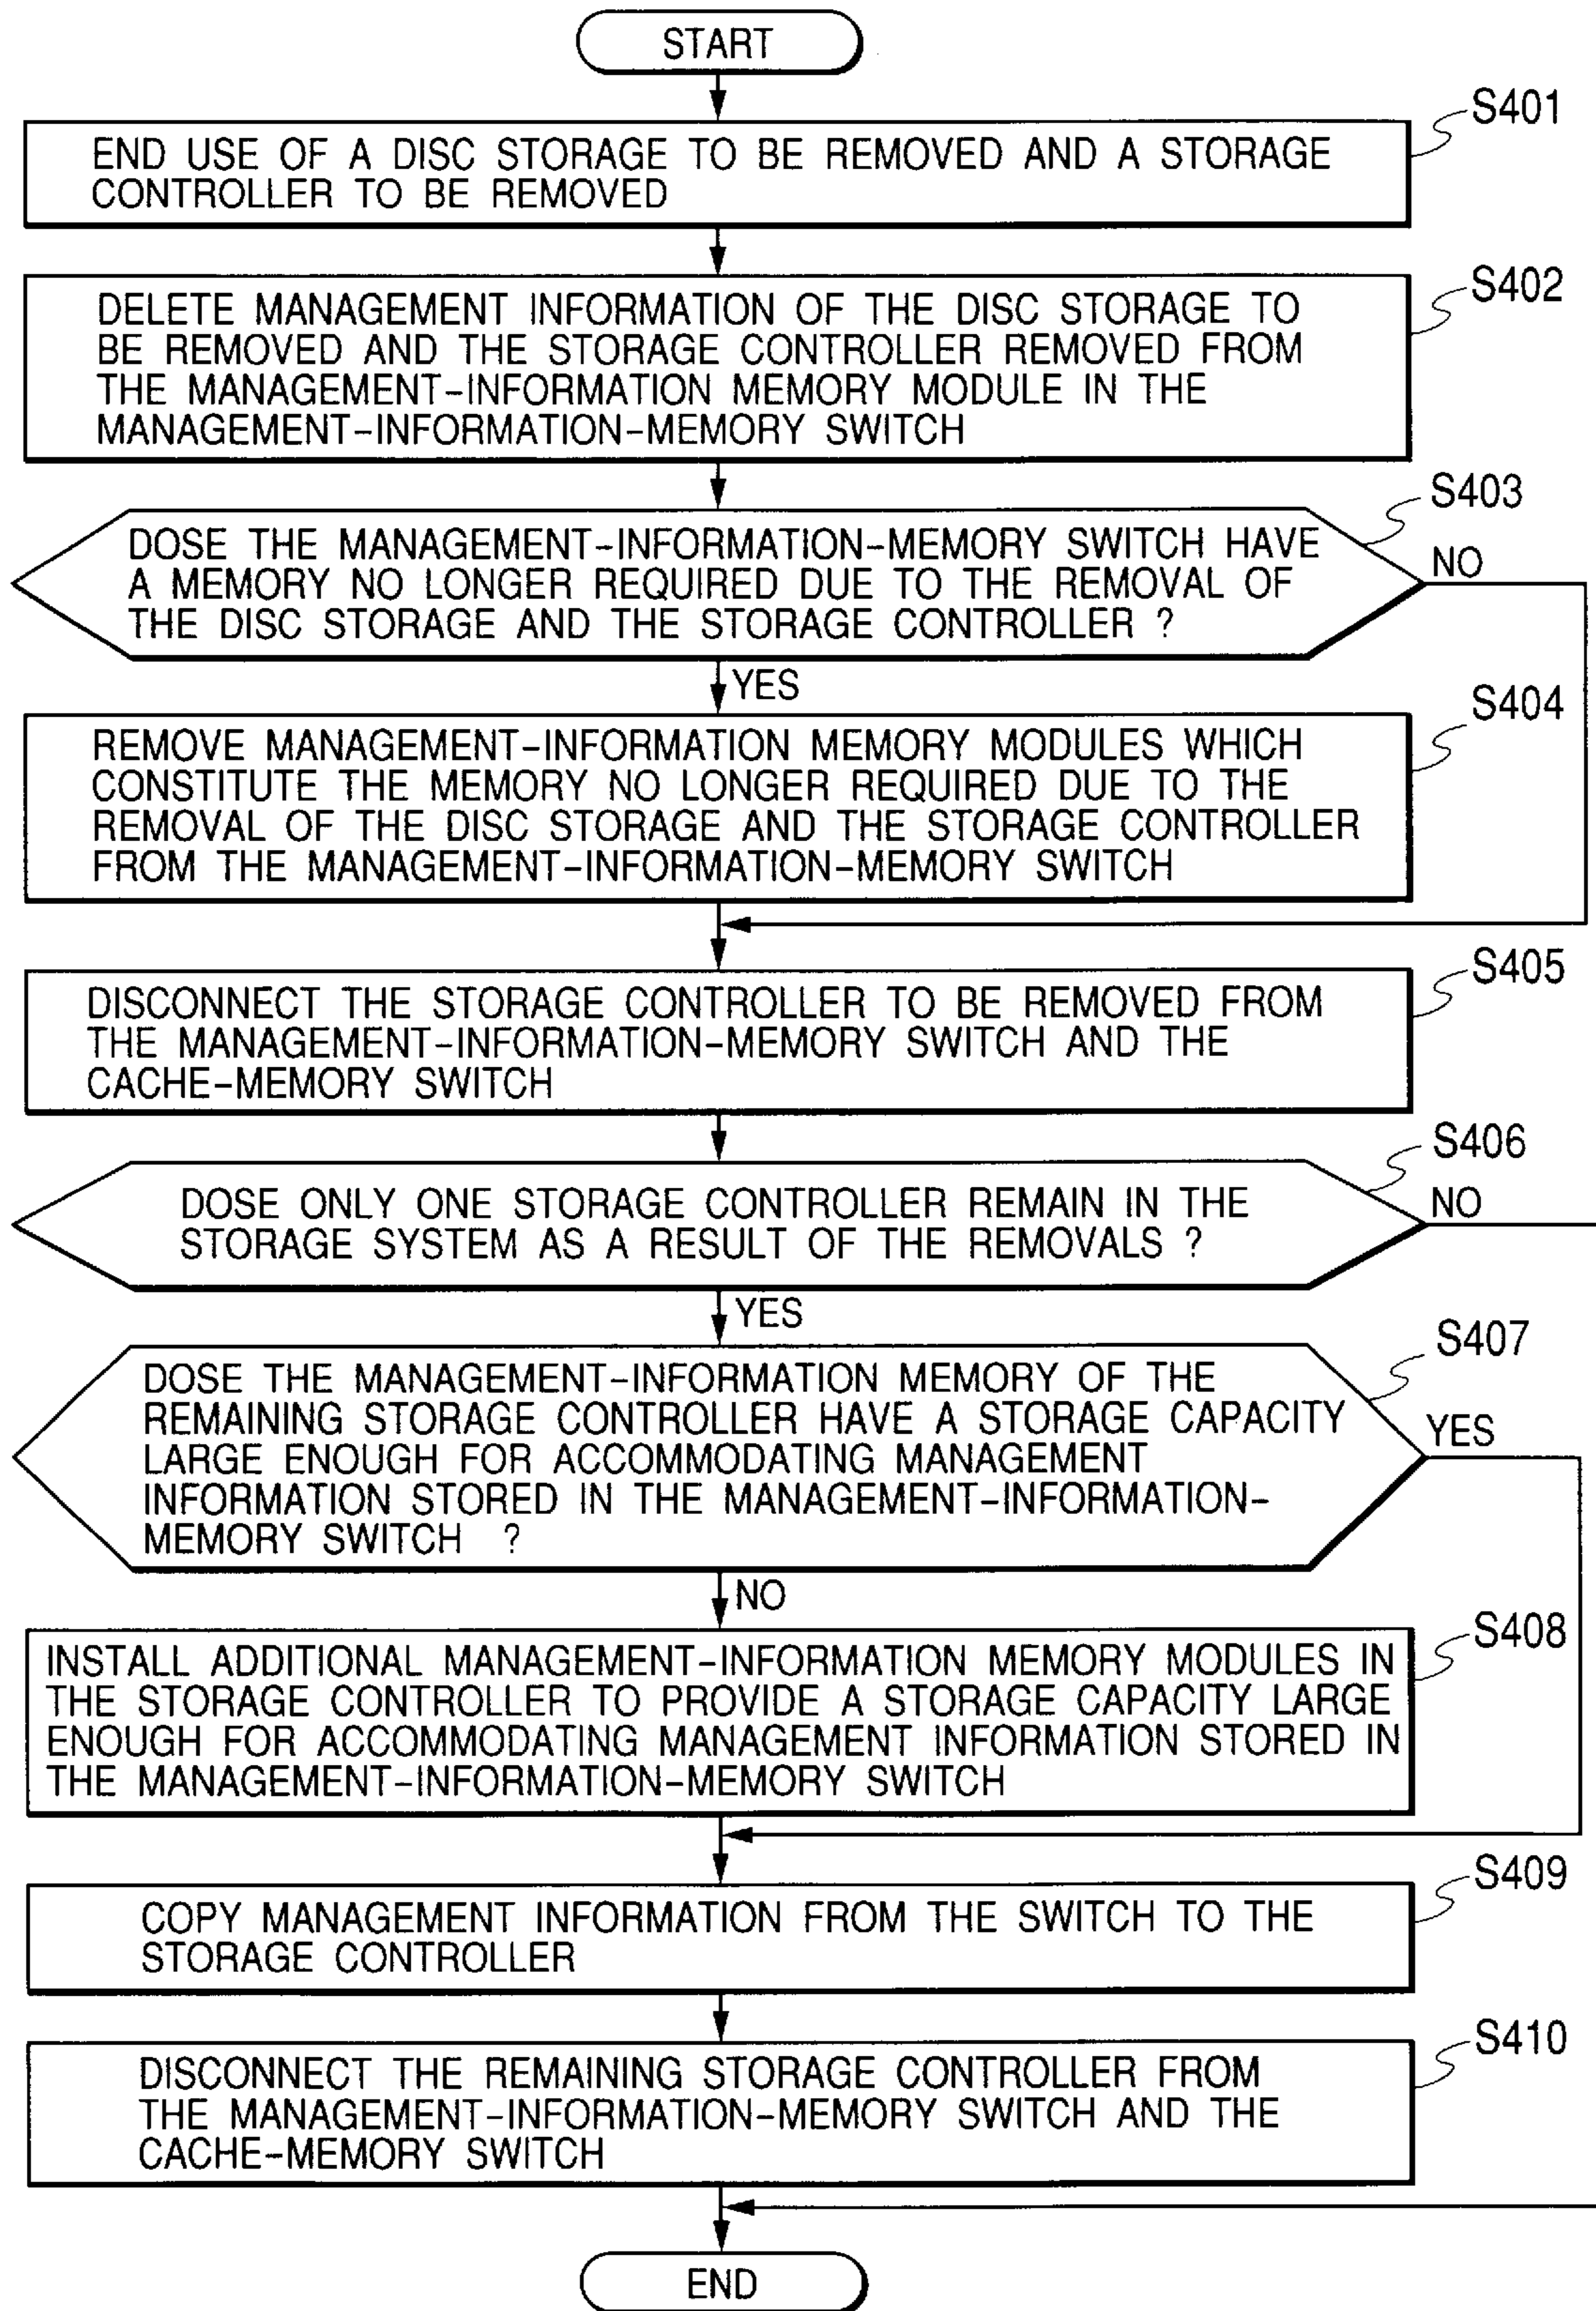 START
S401
END USE OF A DISC STORAGE TO BE REMOVED AND A STORAGE
CONTROLLER TO BE REMOVED
S402
DELETE MANAGEMENT INFORMATION OF THE DISC STORAGE TO
BE REMOVED AND THE STORAGE CONTROLLER REMOVED FROM
THE MANAGEMENT-INFORMATION MEMORY MODULE IN THE
MANAGEMENT-INFORMATION-MEMORY SWITCH
S403
DOSE THE MANAGEMENT-INFORMATION-MEMORY SWITCH HAVE
A MEMORY NO LONGER REQUIRED DUE TO THE REMOVAL OF
THE DISC STORAGE AND THE STORAGE CONTROLLER ?
NO
YES
S404
REMOVE MANAGEMENT-INFORMATION MEMORY MODULES WHICH
CONSTITUTE THE MEMORY NO LONGER REQUIRED DUE TO THE
REMOVAL OF THE DISC STORAGE AND THE STORAGE CONTROLLER
FROM THE MANAGEMENT-INFORMATION-MEMORY SWITCH
S405
DISCONNECT THE STORAGE CONTROLLER TO BE REMOVED FROM
THE MANAGEMENT-INFORMATION-MEMORY SWITCH AND THE
CACHE-MEMORY SWITCH
S406
DOSE ONLY ONE STORAGE CONTROLLER REMAIN IN THE
STORAGE SYSTEM AS A RESULT OF THE REMOVALS ?
NO
YES
S407
DOSE THE MANAGEMENT-INFORMATION MEMORY OF THE
REMAINING STORAGE CONTROLLER HAVE A STORAGE CAPACITY
LARGE ENOUGH FOR ACCOMMODATING MANAGEMENT
INFORMATION STORED IN THE MANAGEMENT-INFORMATION-
MEMORY SWITCH ?
YES
NO
S408
INSTALL ADDITIONAL MANAGEMENT-INFORMATION MEMORY MODULES IN
THE STORAGE CONTROLLER TO PROVIDE A STORAGE CAPACITY LARGE
ENOUGH FOR ACCOMMODATING MANAGEMENT INFORMATION STORED IN
THE MANAGEMENT-INFORMATION-MEMORY SWITCH
S409
COPY MANAGEMENT INFORMATION FROM THE SWITCH TO THE
STORAGE CONTROLLER
S410
DISCONNECT THE REMAINING STORAGE CONTROLLER FROM
THE MANAGEMENT-INFORMATION-MEMORY SWITCH AND THE
CACHE-MEMORY SWITCH
END